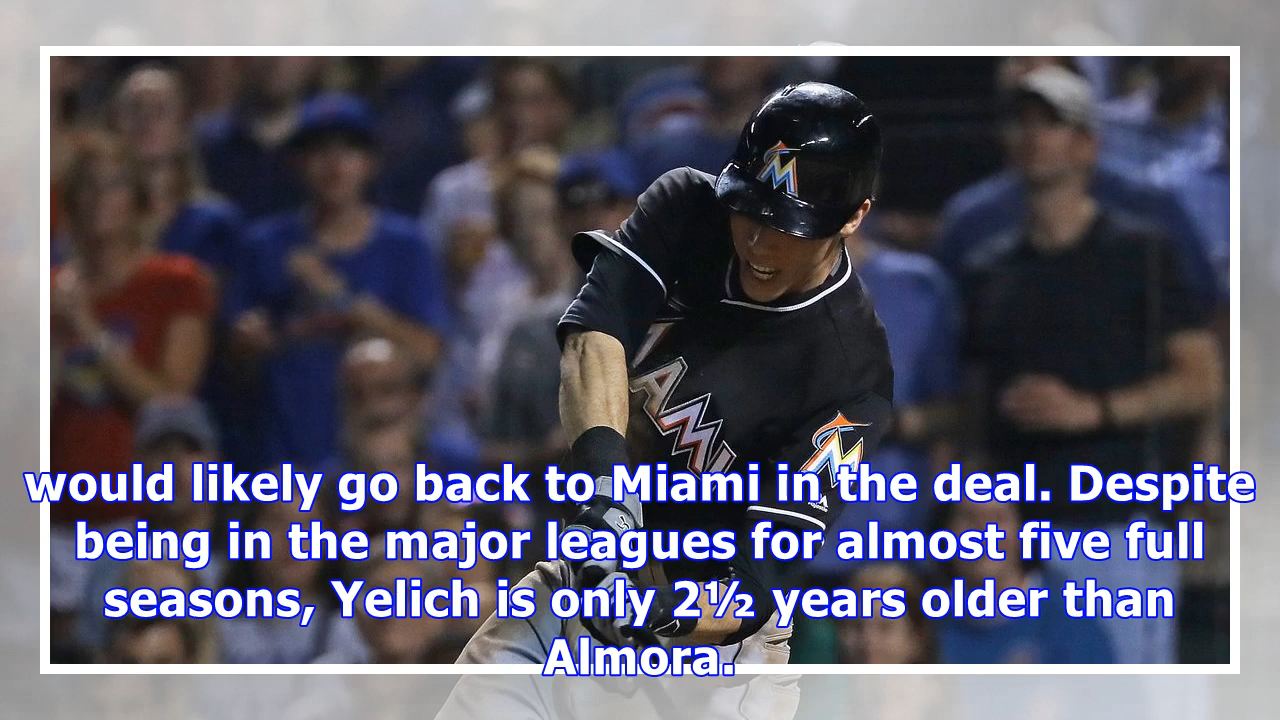 MIAMI
would likely go back to Miami in the deal. Despite
being in the major leagues for almost five full
seasons, Yelich is only 2½ years older than
Almora.